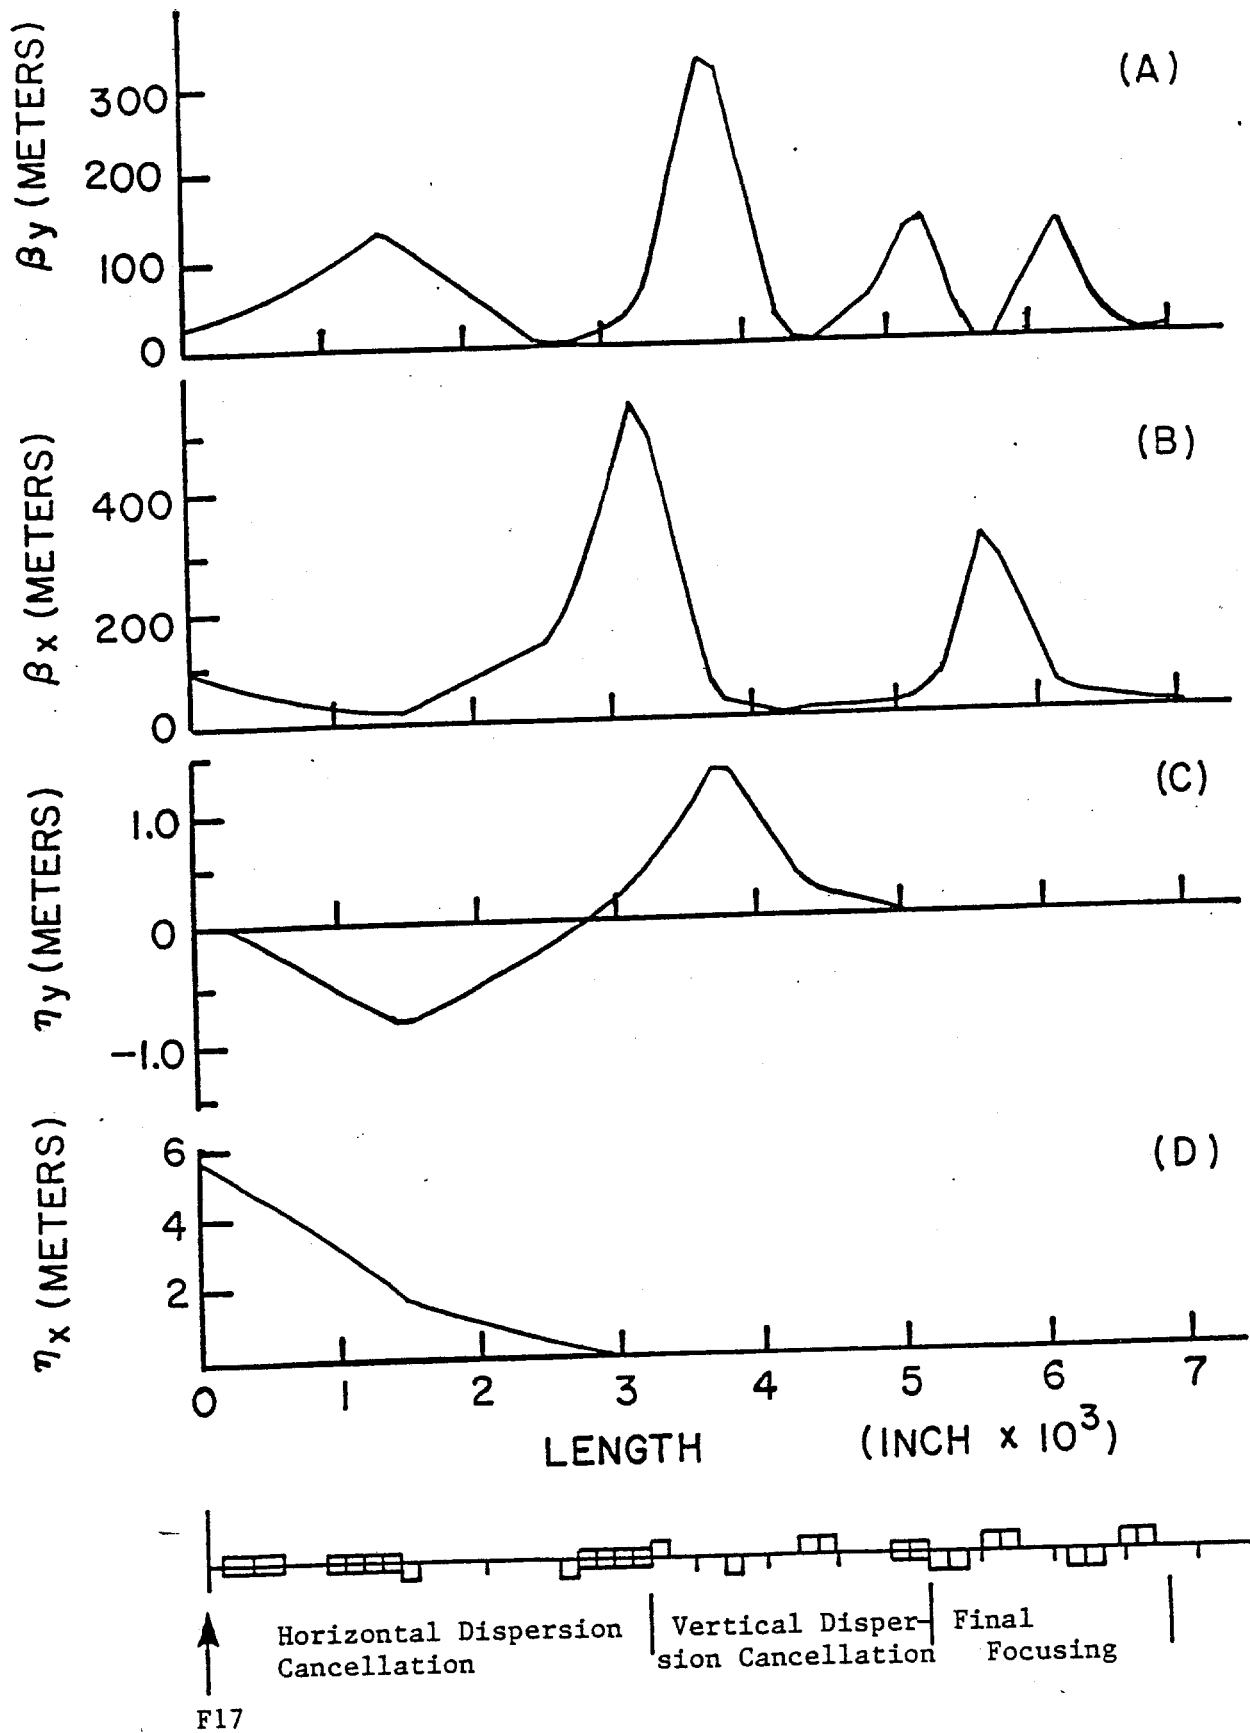 (A)
βy (METERS)
300
200
100
0
(B)
βx (METERS)
400
200
0
(C)
ηy (METERS)
1.0
0
-1.0
(D)
ηx (METERS)
6
4
2
0 1 2 3 4 5 6 7
LENGTH (INCH x 10³)
Horizontal Dispersion
Cancellation
Vertical Disper-
sion Cancellation
Final
Focusing
F17